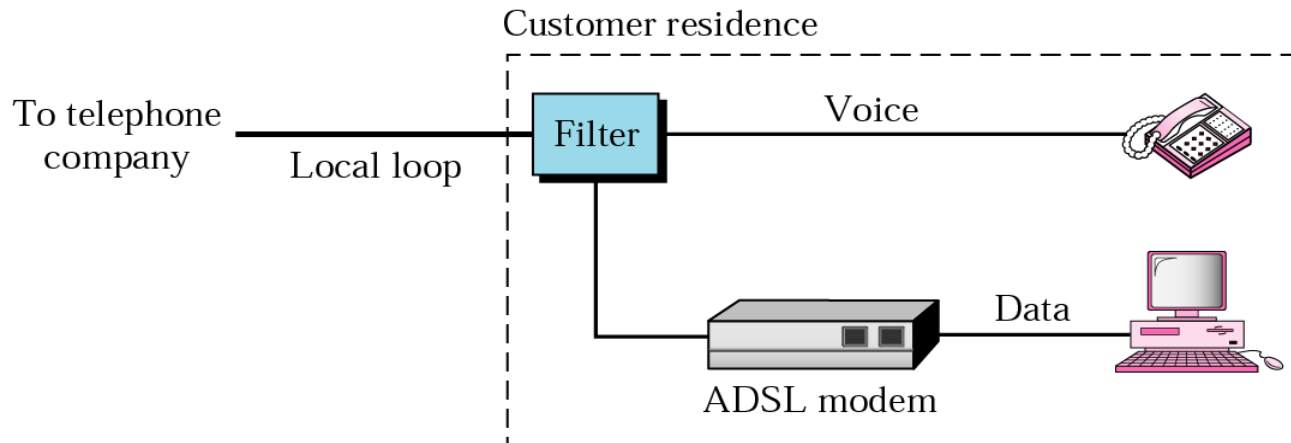 Customer residence
To telephone
company
Local loop
Filter
Voice
Data
ADSL modem